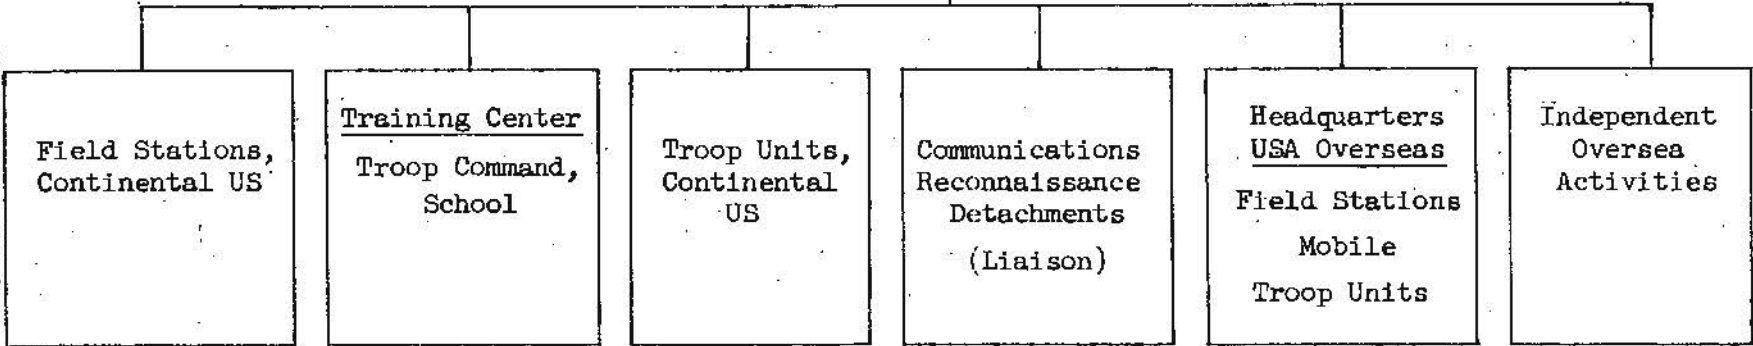 Field Stations,
Continental US
Training Center
Troop Command,
School
Troop Units,
Continental
US
Communications
Reconnaissance
Detachments
(Liaison)
Headquarters
USA Overseas
Field Stations
Mobile
Troop Units
Independent
Oversea
Activities